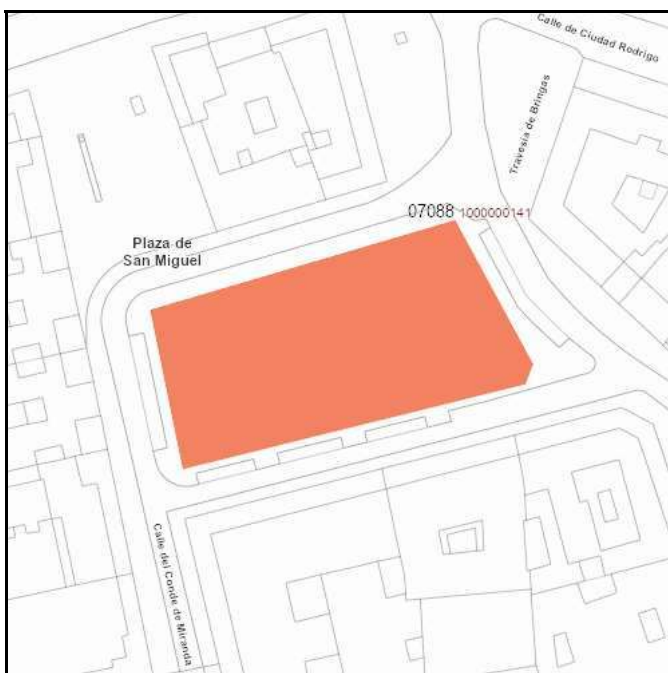 Calle de Ciudad Rodrigo
Travesía de Bringas
07088 1000000141
Plaza de
San Miguel
Calle del Conde de Miranda